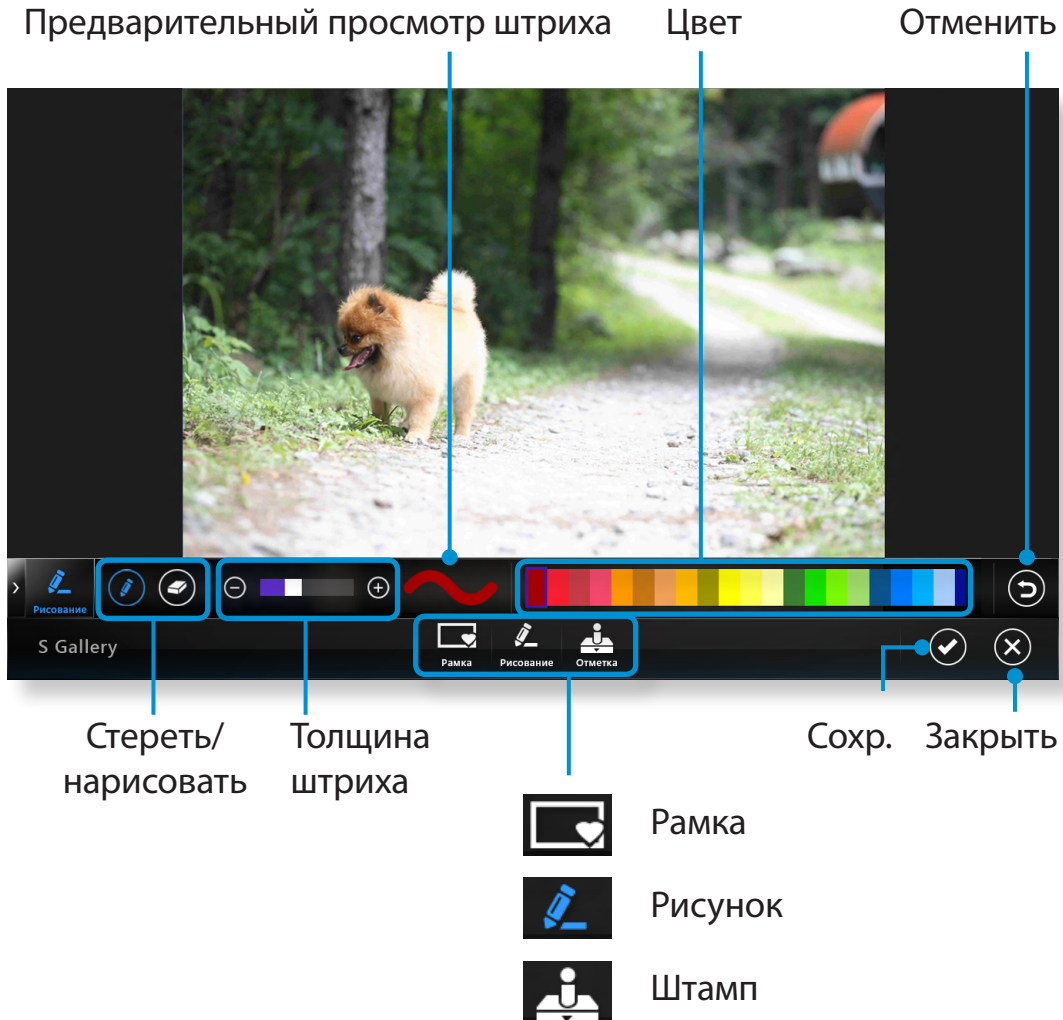 Предварительный просмотр штриха Цвет Отменить
Рисование
S Gallery
Рамка Рисование Отметка
Стереть/
нарисовать
Толщина
штриха
Сохр. Закрыть
Рамка
Рисунок
Штамп